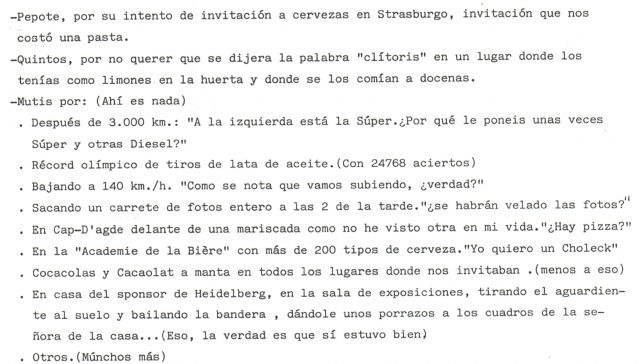 -Pepote, por su intento de invitación a cervezas en Strasburgo, invitación que nos
costó una pasta.
-Quintos, por no querer que se dijera la palabra "clítoris" en un lugar donde los
tenías como limones en la huerta y donde se los comían a docenas.
-Mutis por: (Ahí es nada)
. Después de 3.000 km.: "A la izquierda está la Súper.¿Por qué le poneis unas veces
Súper y otras Diesel?"
. Récord olímpico de tiros de lata de aceite.(Con 24768 aciertos)
. Bajando a 140 km./h. "Como se nota que vamos subiendo, ¿verdad?"
. Sacando un carrete de fotos entero a las 2 de la tarde."¿se habrán velado las fotos?"
. En Cap-D'agde delante de una mariscada como no he visto otra en mi vida."¿Hay pizza?"
. En la "Academie de la Bière" con más de 200 tipos de cerveza."Yo quiero un Choleck"
. Cocacolas y Cacaolat a manta en todos los lugares donde nos invitaban .(menos a eso)
. En casa del sponsor de Heidelberg, en la sala de exposiciones, tirando el aguardien-
te al suelo y bailando la bandera , dándole unos porrazos a los cuadros de la se-
ñora de la casa...(Eso, la verdad es que sí estuvo bien)
. Otros.(Múnchos más)